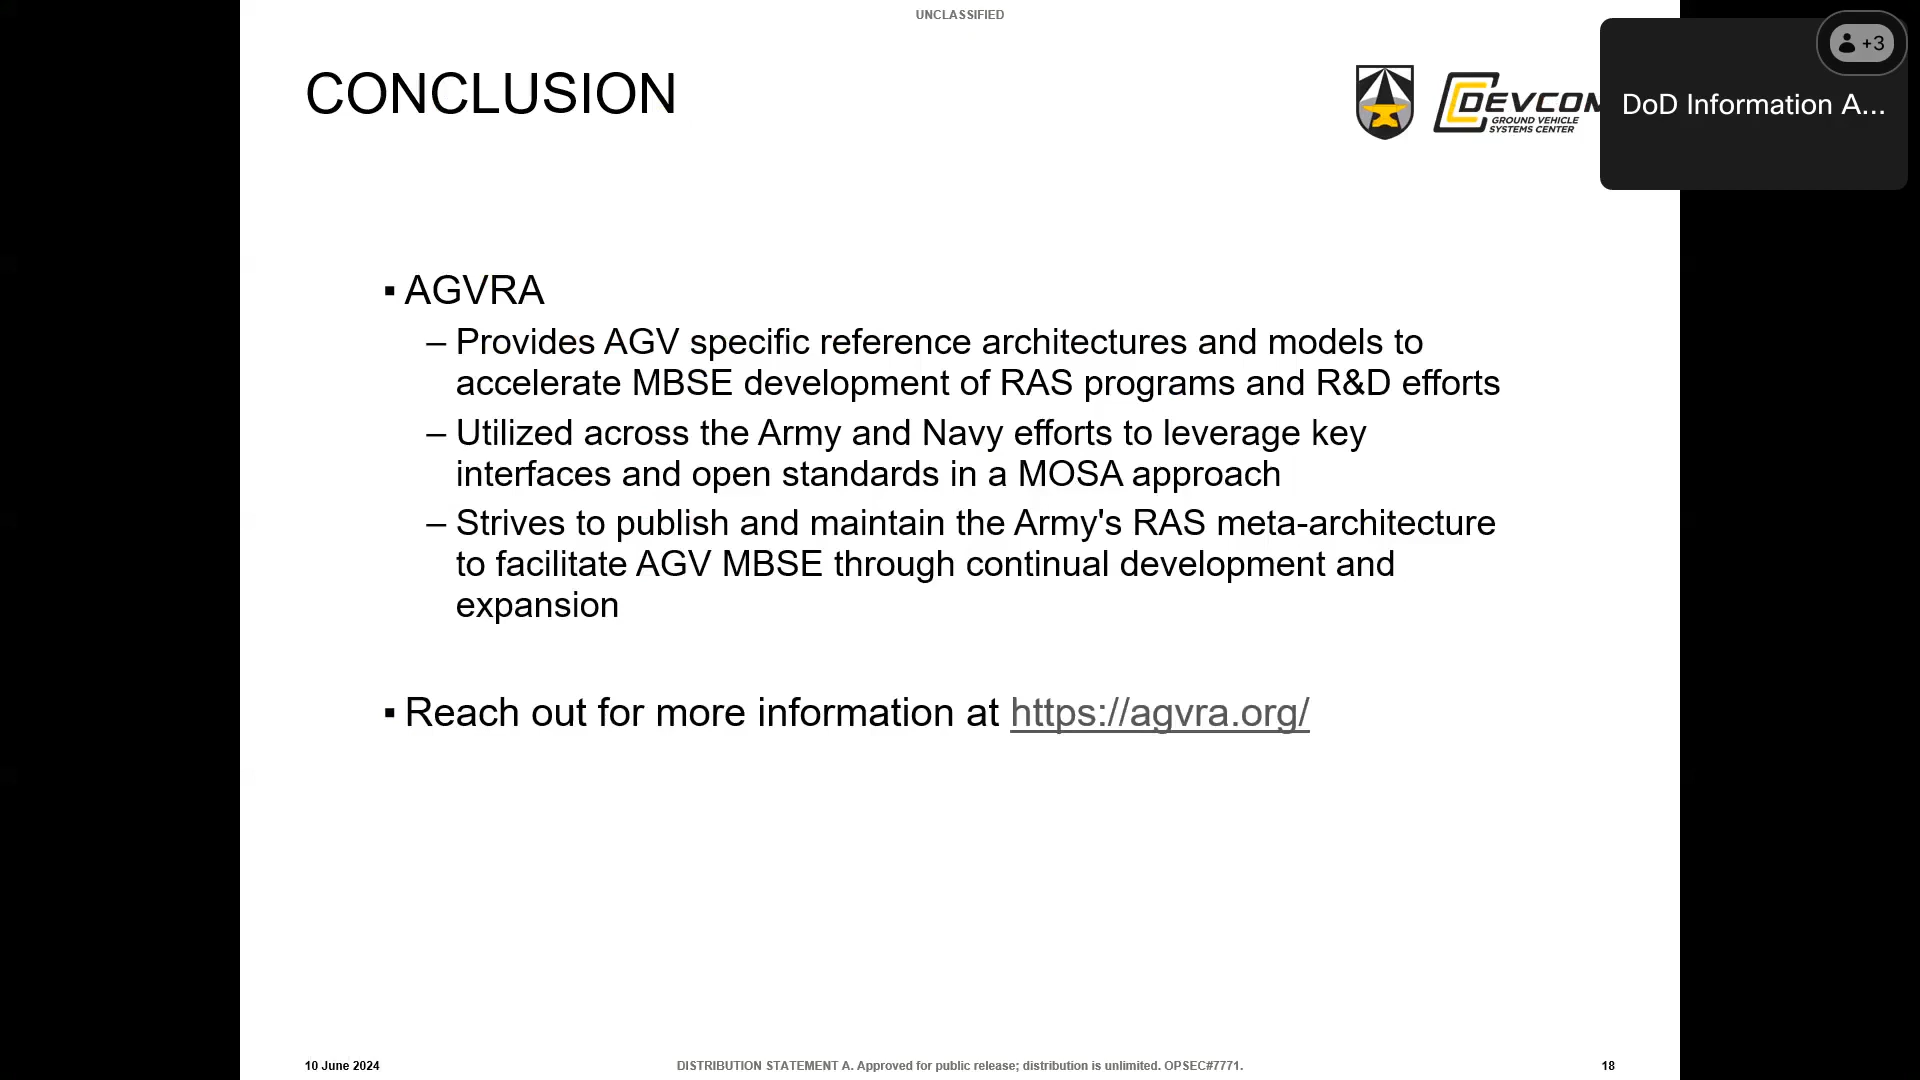 UNCLASSIFIED
+3
CONCLUSION
DEVCOM
GROUND VEHICLE
SYSTEMS CENTER
DoD Information A...
▪ AGVRA
– Provides AGV specific reference architectures and models to
accelerate MBSE development of RAS programs and R&D efforts
– Utilized across the Army and Navy efforts to leverage key
interfaces and open standards in a MOSA approach
– Strives to publish and maintain the Army's RAS meta-architecture
to facilitate AGV MBSE through continual development and
expansion
▪ Reach out for more information at https://agvra.org/
10 June 2024
DISTRIBUTION STATEMENT A. Approved for public release; distribution is unlimited. OPSEC#7771.
18